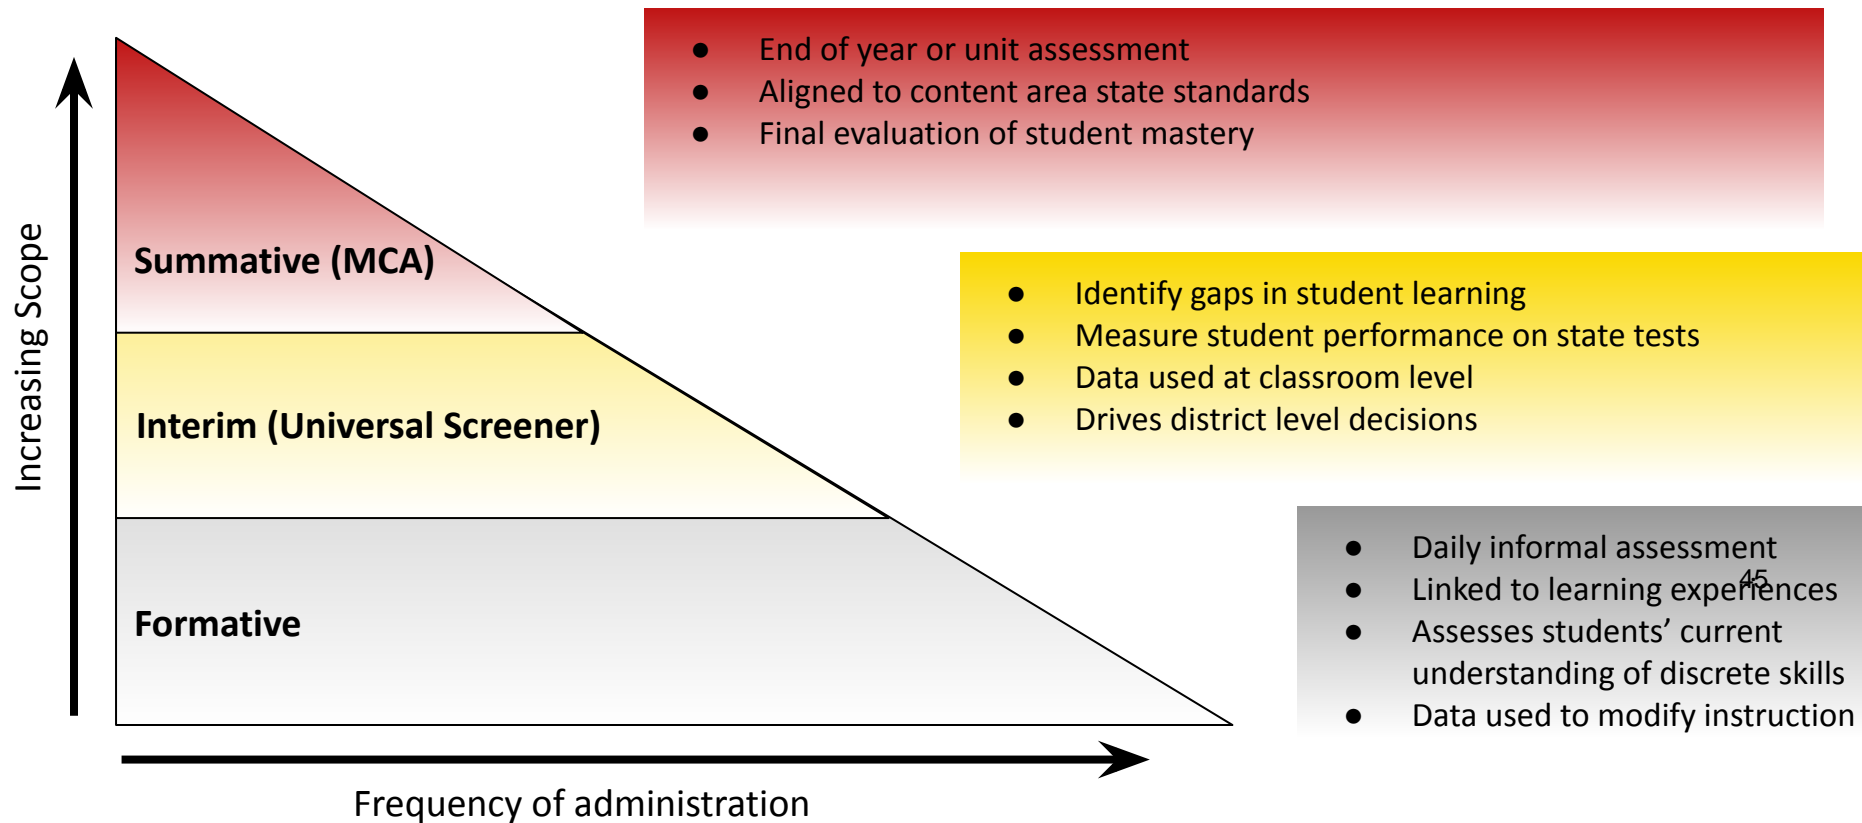 ● End of year or unit assessment
● Aligned to content area state standards
● Final evaluation of student mastery
Increasing Scope
Summative (MCA)
● Identify gaps in student learning
● Measure student performance on state tests
● Data used at classroom level
● Drives district level decisions
Interim (Universal Screener)
● Daily informal assessment
45
● Linked to learning experiences
● Assesses students’ current
understanding of discrete skills
● Data used to modify instruction
Formative
Frequency of administration